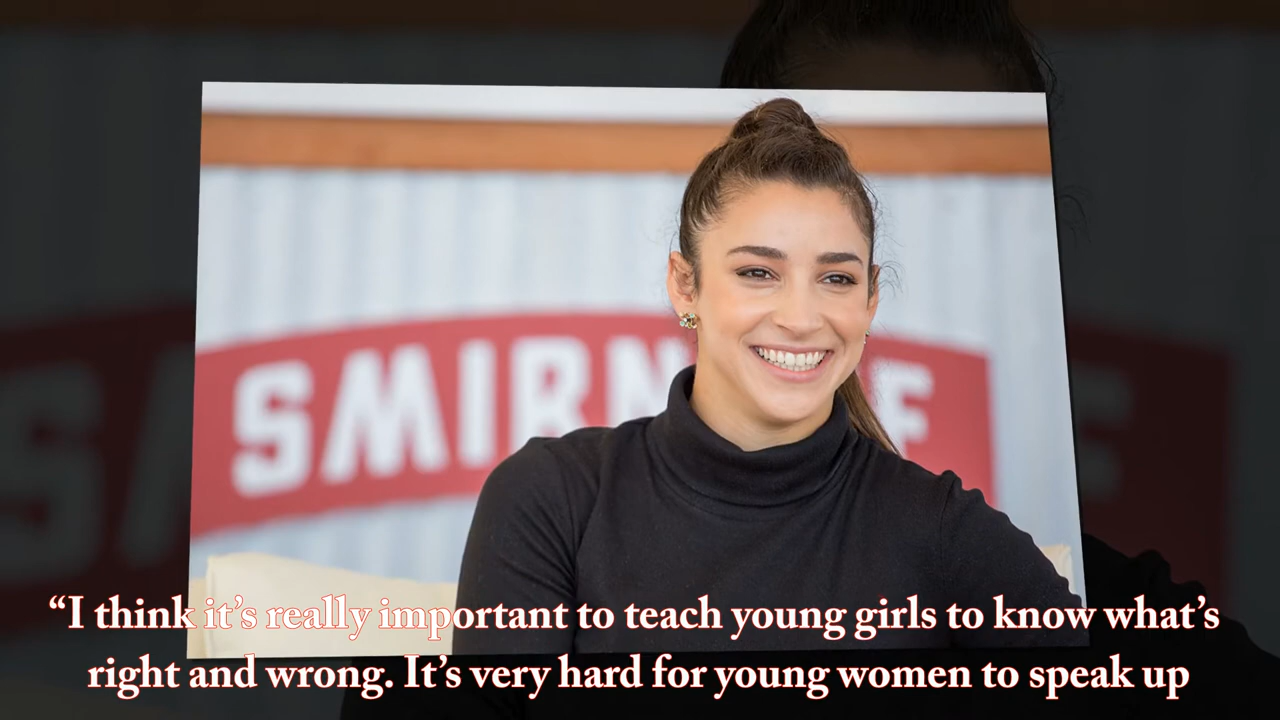 SMIRN F
“I think it’s really important to teach young girls to know what’s
right and wrong. It’s very hard for young women to speak up